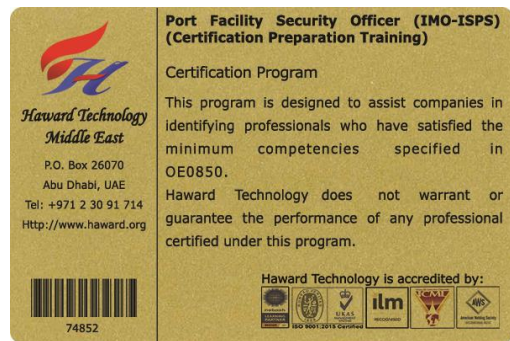 Haward Technology
Middle East
P.O. Box 26070
Abu Dhabi, UAE
Tel: +971 2 30 91 714
Http://www.haward.org
74852
Port Facility Security Officer (IMO-ISPS)
(Certification Preparation Training)
Certification Program
This program is designed to assist companies in
identifying professionals who have satisfied the
minimum competencies specified in
OE0850.
Haward Technology does not warrant or
guarantee the performance of any professional
certified under this program.
Haward Technology is accredited by:
UKAS
ilm
ICML
AWS
ISO 9001:2015 Certified